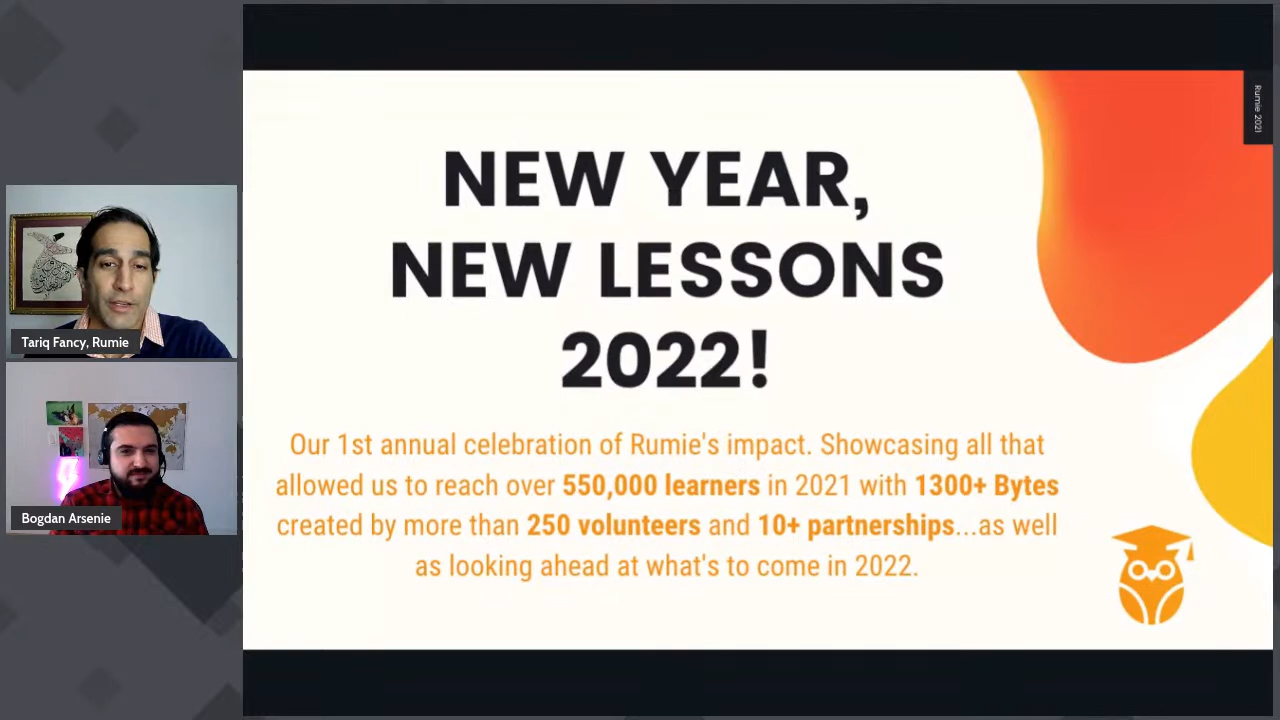 Rumie 2021
NEW YEAR,
NEW LESSONS
2022!
Our 1st annual celebration of Rumie's impact. Showcasing all that
allowed us to reach over 550,000 learners in 2021 with 1300+ Bytes
created by more than 250 volunteers and 10+ partnerships...as well
as looking ahead at what's to come in 2022.
Tariq Fancy, Rumie
Bogdan Arsenie